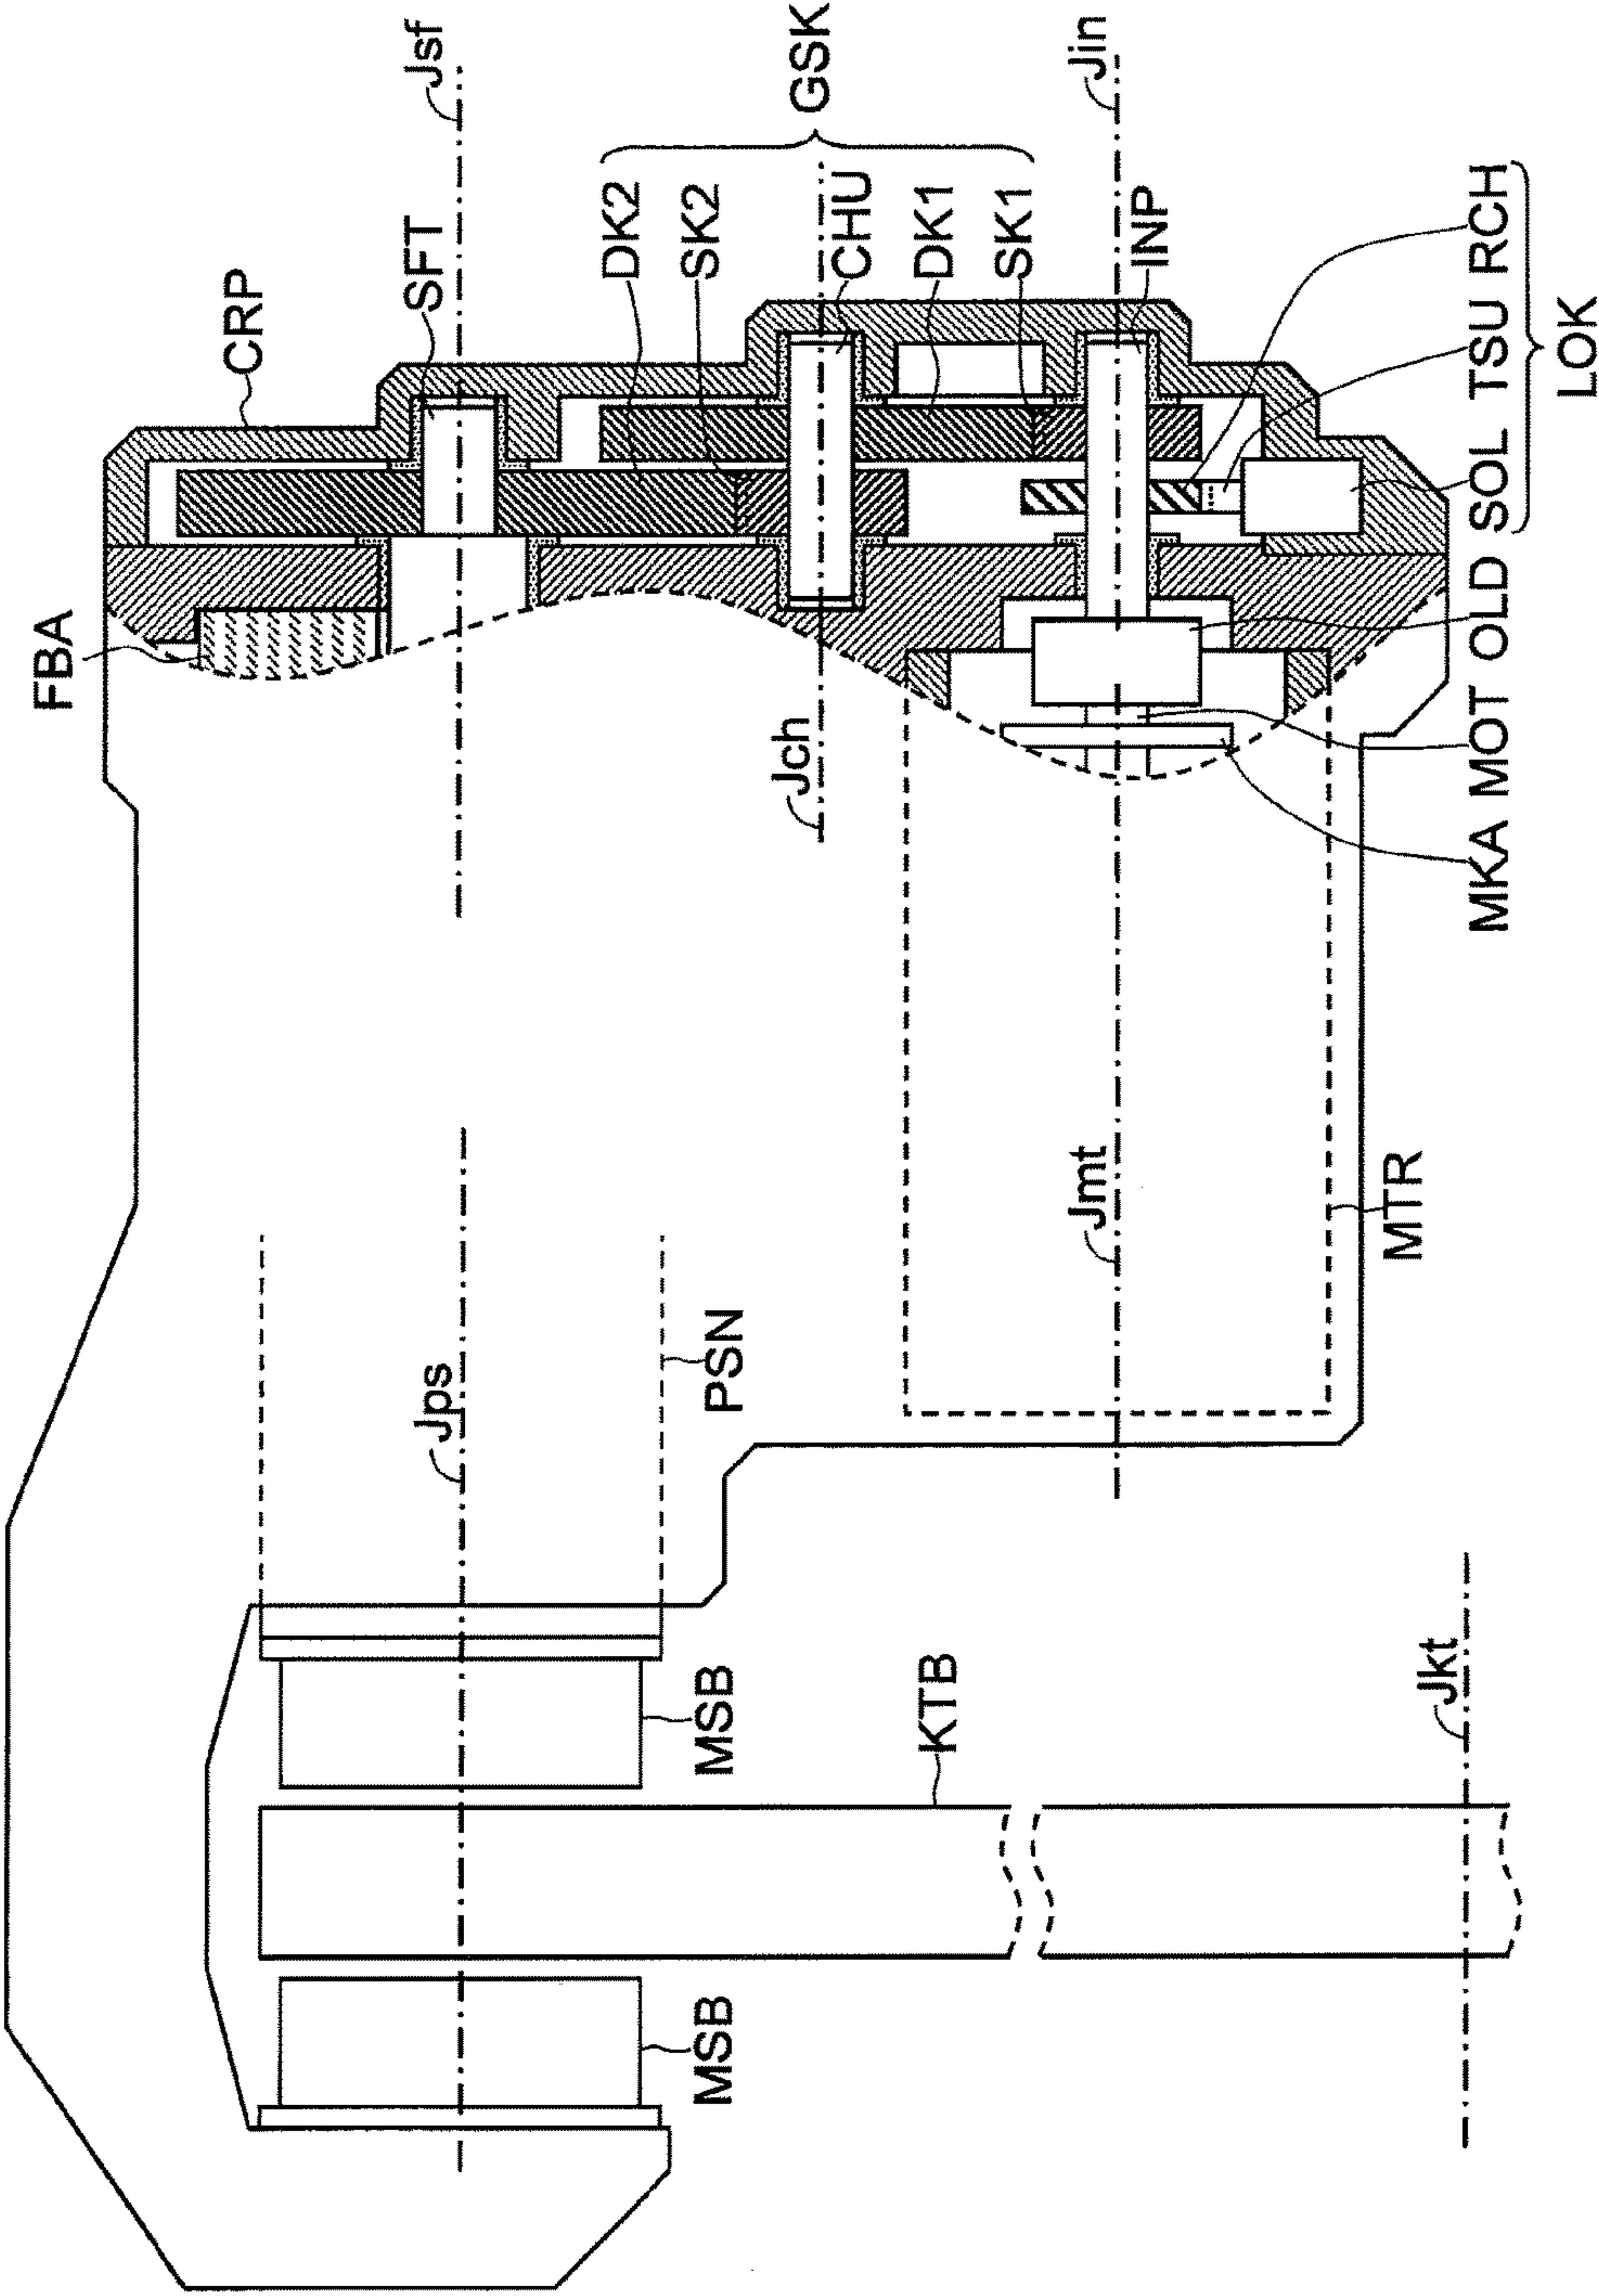 Jsf
GSK
Jin
CRP
SFT
DK2
SK2
CHU
DK1
SK1
INP
FBA
Jch
MKA MOT OLD SOL TSU RCH
LOK
Jps
PSN
Jmt
MTR
MSB
KTB
Jkt
MSB